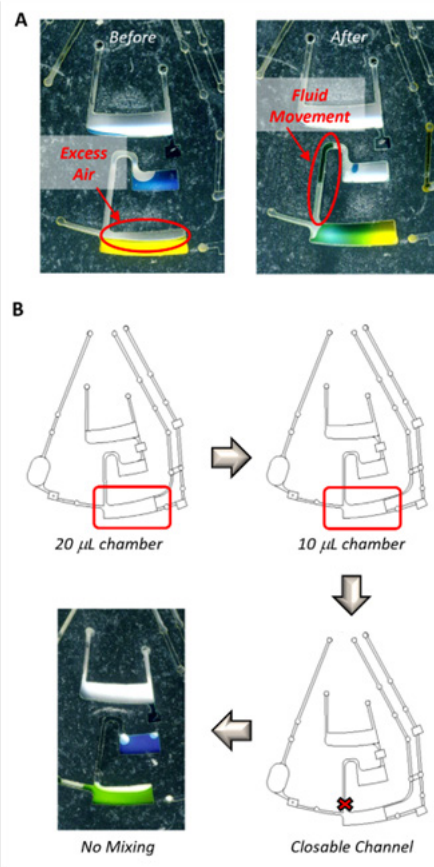 A
Before
After
Excess
Air
Fluid
Movement
B
20 µL chamber
10 µL chamber
No Mixing
Closable Channel